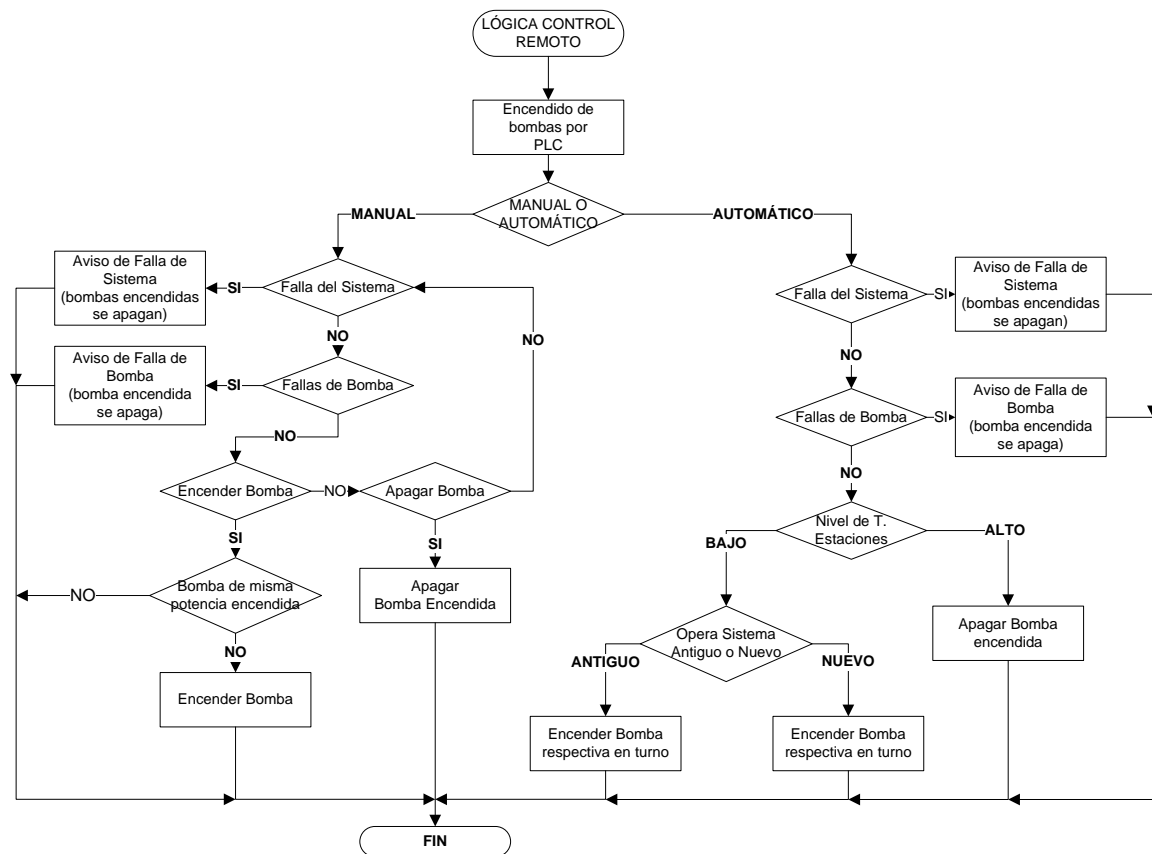 LÓGICA CONTROL
REMOTO
Encendido de
bombas por
PLC
MANUAL O
AUTOMÁTICO
MANUAL
AUTOMÁTICO
Aviso de Falla de
Sistema
(bombas encendidas
se apagan)
SI
Falla del Sistema
NO
NO
Aviso de Falla de
Bomba
(bomba encendida
se apaga)
SI
Fallas de Bomba
NO
Encender Bomba
NO
Apagar Bomba
SI
SI
Bomba de misma
potencia encendida
NO
NO
Apagar
Bomba Encendida
Encender Bomba
Falla del Sistema
SI
Aviso de Falla de
Sistema
(bombas encendidas
se apagan)
NO
Fallas de Bomba
SI
Aviso de Falla de
Bomba
(bomba encendida
se apaga)
NO
Nivel de T.
Estaciones
BAJO
ALTO
Opera Sistema
Antiguo o Nuevo
ANTIGUO
NUEVO
Apagar Bomba
encendida
Encender Bomba
respectiva en turno
Encender Bomba
respectiva en turno
FIN